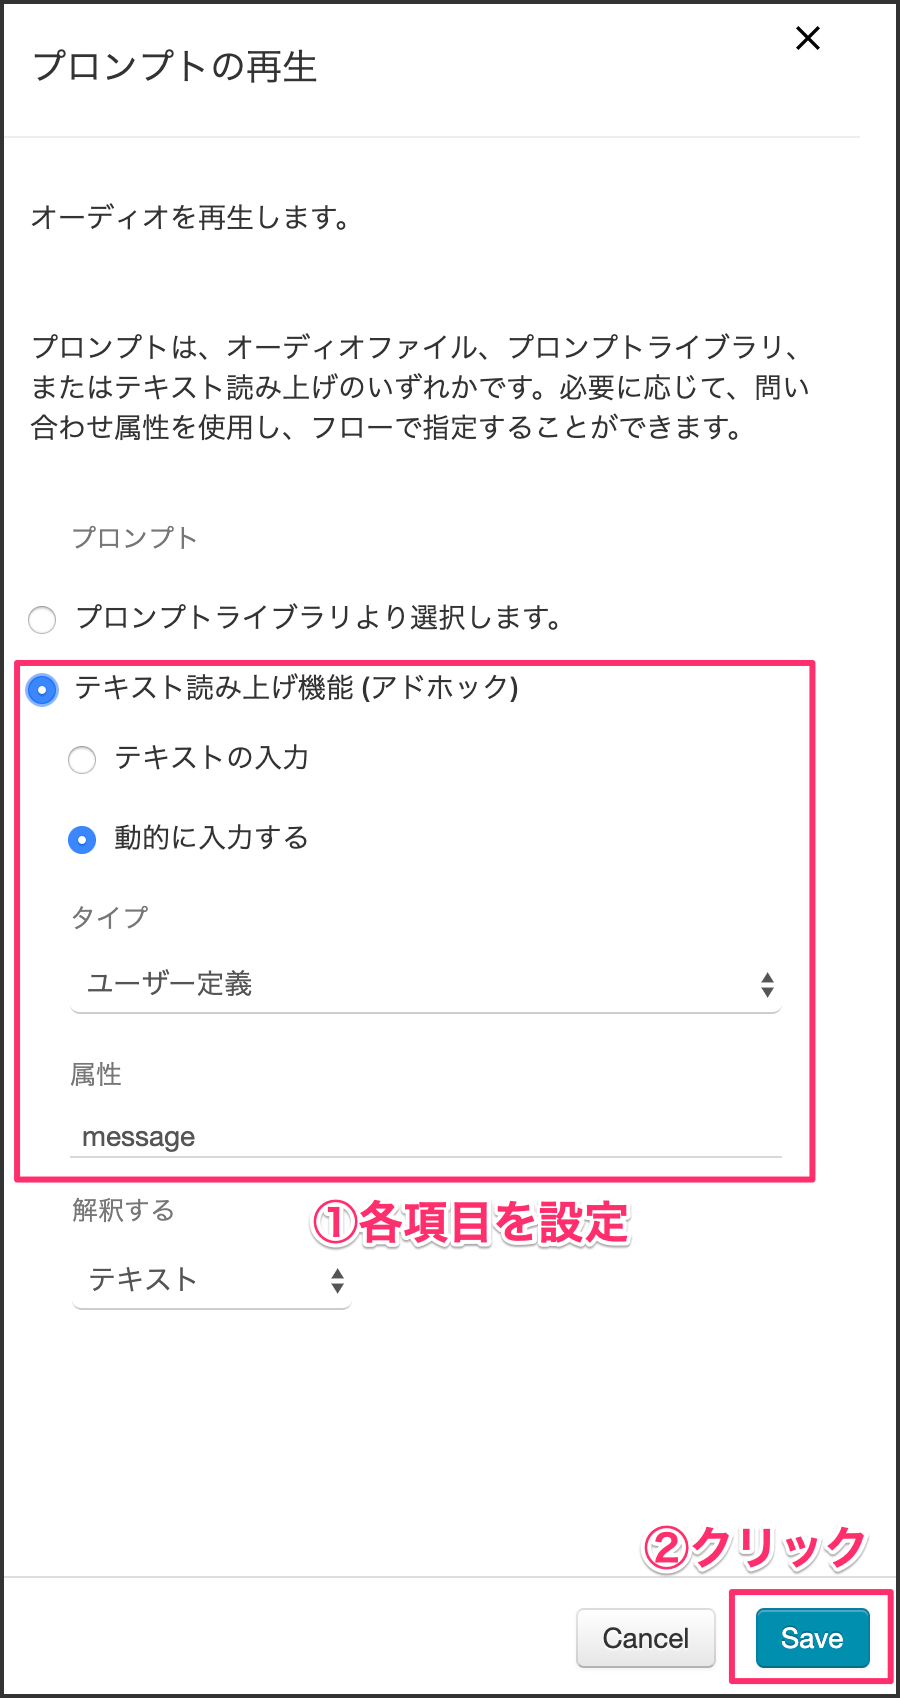 プロンプトの再生
オーディオを再生します。
プロンプトは、オーディオファイル、プロンプトライブラリ、
またはテキスト読み上げのいずれかです。必要に応じて、問い
合わせ属性を使用し、フローで指定することができます。
プロンプト
プロンプトライブラリより選択します。
テキスト読み上げ機能 (アドホック)
テキストの入力
動的に入力する
タイプ
ユーザー定義
属性
message
解釈する
①各項目を設定
テキスト
②クリック
Cancel
Save